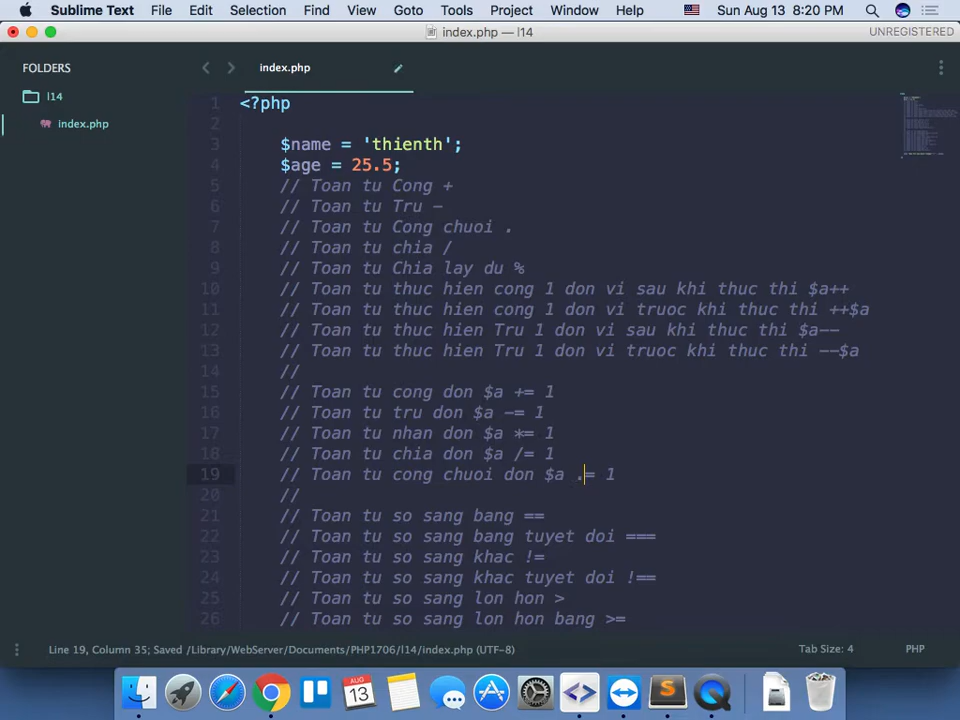 Sublime Text File Edit Selection Find View Goto Tools Project Window Help Sun Aug 13 8:20 PM
index.php — l14 UNREGISTERED
FOLDERS
l14
index.php
index.php
1 <?php
2
3 $name = 'thienth';
4 $age = 25.5;
5 // Toan tu Cong +
6 // Toan tu Tru -
7 // Toan tu Cong chuoi .
8 // Toan tu chia /
9 // Toan tu Chia lay du %
10 // Toan tu thuc hien cong 1 don vi sau khi thuc thi $a++
11 // Toan tu thuc hien cong 1 don vi truoc khi thuc thi ++$a
12 // Toan tu thuc hien Tru 1 don vi sau khi thuc thi $a--
13 // Toan tu thuc hien Tru 1 don vi truoc khi thuc thi --$a
14 //
15 // Toan tu cong don $a += 1
16 // Toan tu tru don $a -= 1
17 // Toan tu nhan don $a *= 1
18 // Toan tu chia don $a /= 1
19 // Toan tu cong chuoi don $a .= 1
20 //
21 // Toan tu so sang bang ==
22 // Toan tu so sang bang tuyet doi ===
23 // Toan tu so sang khac !=
24 // Toan tu so sang khac tuyet doi !==
25 // Toan tu so sang lon hon >
26 // Toan tu so sang lon hon bang >=
Line 19, Column 35; Saved /Library/WebServer/Documents/PHP1706/l14/index.php (UTF-8) Tab Size: 4 PHP
AUG
13